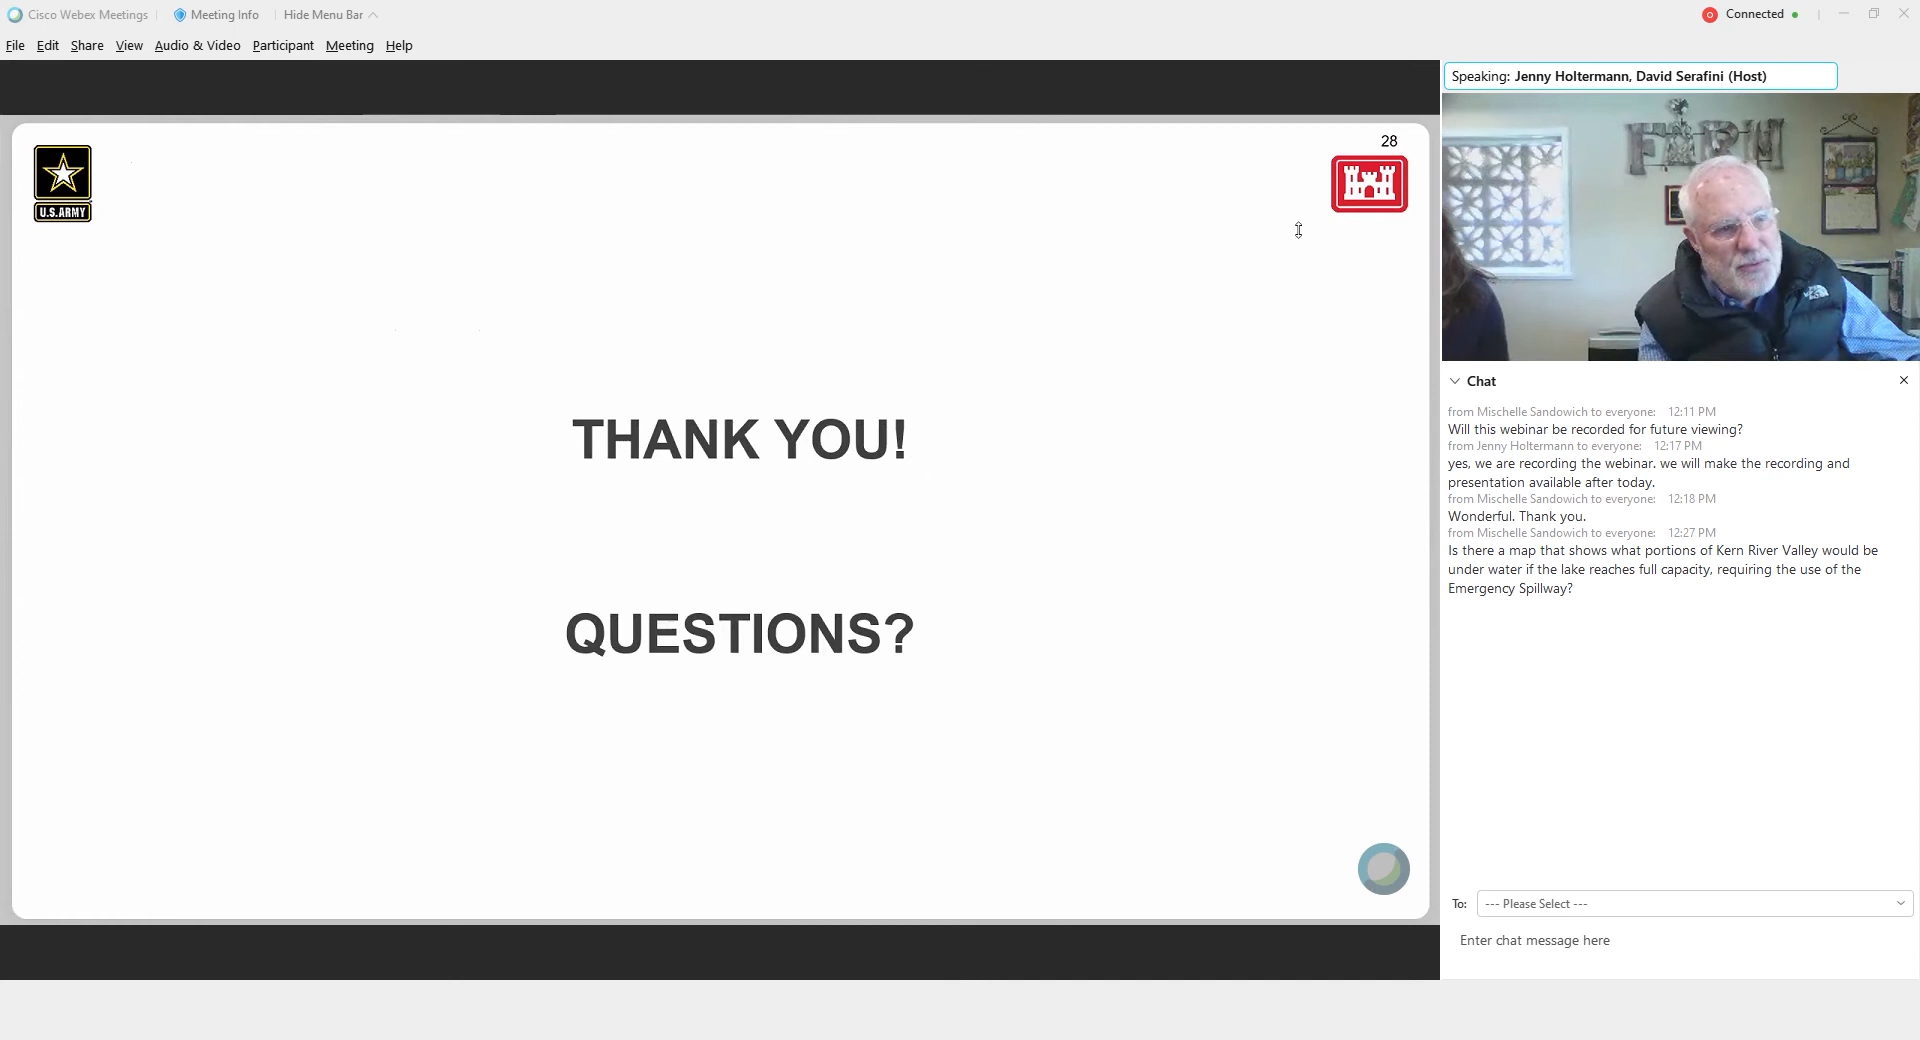 Cisco Webex Meetings
Meeting Info
Hide Menu Bar
Connected
File Edit Share View Audio & Video Participant Meeting Help
Speaking: Jenny Holtermann, David Serafini (Host)
28
U.S.ARMY
FARM
THANK YOU!
QUESTIONS?
Chat
from Mischelle Sandowich to everyone: 12:11 PM
Will this webinar be recorded for future viewing?
from Jenny Holtermann to everyone: 12:17 PM
yes, we are recording the webinar. we will make the recording and
presentation available after today.
from Mischelle Sandowich to everyone: 12:18 PM
Wonderful. Thank you.
from Mischelle Sandowich to everyone: 12:27 PM
Is there a map that shows what portions of Kern River Valley would be
under water if the lake reaches full capacity, requiring the use of the
Emergency Spillway?
To: --- Please Select ---
Enter chat message here